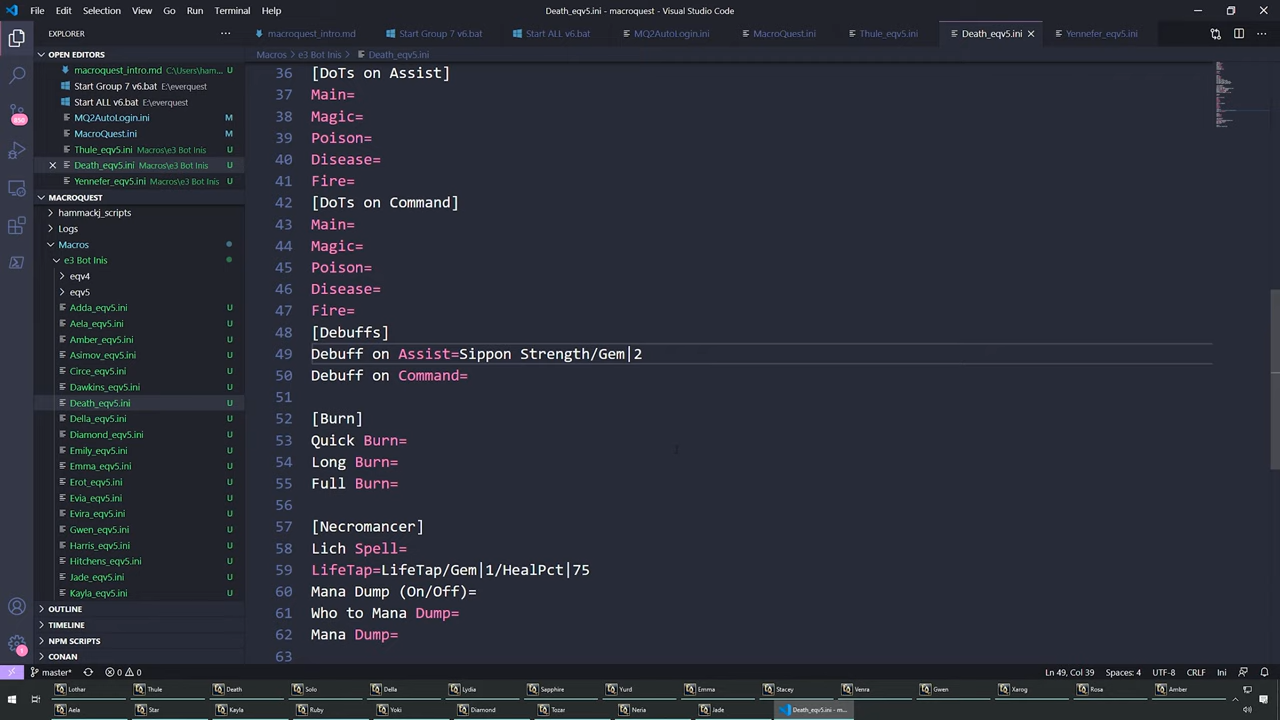 File Edit Selection View Go Run Terminal Help
Death_eqv5.ini - macroquest - Visual Studio Code
EXPLORER
macroquest_intro.md
Start Group 7 v6.bat
Start ALL v6.bat
MQ2AutoLogin.ini
MacroQuest.ini
Thule_eqv5.ini
Death_eqv5.ini
Yennefer_eqv5.ini
Macros > e3 Bot Inis > Death_eqv5.ini
OPEN EDITORS
macroquest_intro.md C:\Users\ham...
Start Group 7 v6.bat E:\everquest
Start ALL v6.bat E:\everquest
MQ2AutoLogin.ini M
MacroQuest.ini M
Thule_eqv5.ini Macros\e3 Bot Inis U
Death_eqv5.ini Macros\e3 Bot Inis U
Yennefer_eqv5.ini Macros\e3 Bot Inis U
MACROQUEST
hammackj_scripts
Logs
Macros
e3 Bot Inis
eqv4
eqv5
Adda_eqv5.ini U
Aela_eqv5.ini U
Amber_eqv5.ini U
Asimov_eqv5.ini U
Circe_eqv5.ini U
Dawkins_eqv5.ini U
Death_eqv5.ini U
Della_eqv5.ini U
Diamond_eqv5.ini U
Emily_eqv5.ini U
Emma_eqv5.ini U
Erot_eqv5.ini U
Evia_eqv5.ini U
Evira_eqv5.ini U
Gwen_eqv5.ini U
Harris_eqv5.ini U
Hitchens_eqv5.ini U
Jade_eqv5.ini U
Kayla_eqv5.ini U
OUTLINE
TIMELINE
NPM SCRIPTS
CONAN
36 [DoTs on Assist]
37 Main=
38 Magic=
39 Poison=
40 Disease=
41 Fire=
42 [DoTs on Command]
43 Main=
44 Magic=
45 Poison=
46 Disease=
47 Fire=
48 [Debuffs]
49 Debuff on Assist=Sippon Strength/Gem|2
50 Debuff on Command=
51
52 [Burn]
53 Quick Burn=
54 Long Burn=
55 Full Burn=
56
57 [Necromancer]
58 Lich Spell=
59 LifeTap=LifeTap/Gem|1/HealPct|75
60 Mana Dump (On/Off)=
61 Who to Mana Dump=
62 Mana Dump=
63
master* 0 0
Ln 49, Col 39 Spaces: 4 UTF-8 CRLF Ini
Lothar Thule Death Solo Della Lydia Sapphire Yurd Emma Stacey Venra Gwen Xarog Rosa Amber
Aela Star Kayla Ruby Yoki Diamond Tozar Neria Jade Death_eqv5.ini - m...